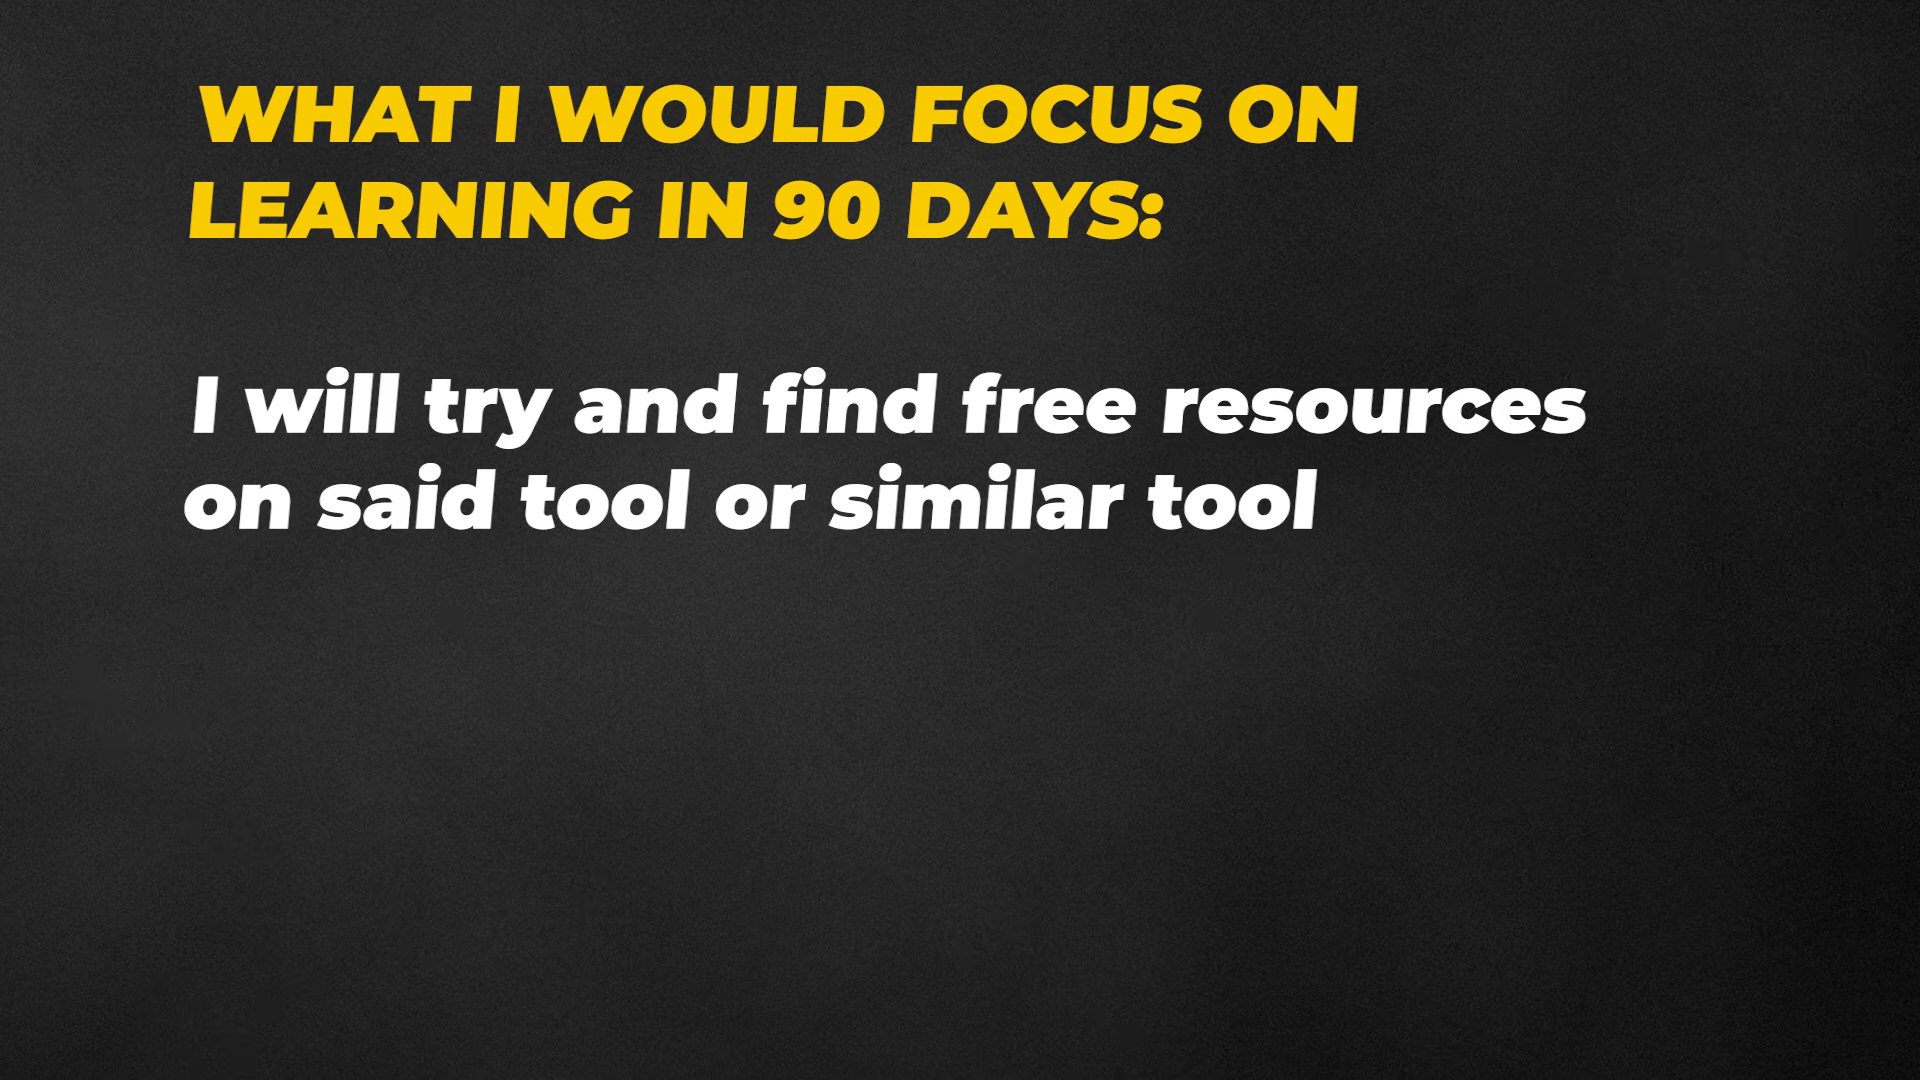 WHAT I WOULD FOCUS ON
LEARNING IN 90 DAYS:
I will try and find free resources
on said tool or similar tool